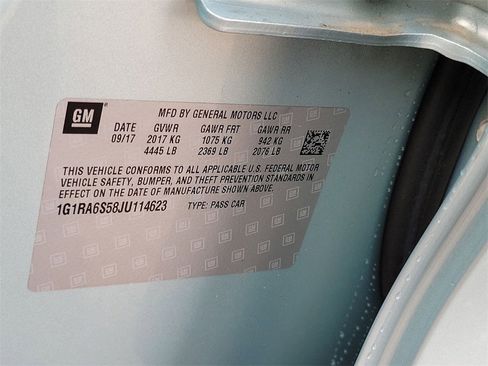 GM
MFD BY GENERAL MOTORS LLC
DATE GVWR GAWR FRT GAWR RR
09/17 2017 KG 1075 KG 942 KG
4445 LB 2369 LB 2076 LB
THIS VEHICLE CONFORMS TO ALL APPLICABLE U.S. FEDERAL MOTOR
VEHICLE SAFETY, BUMPER, AND THEFT PREVENTION STANDARDS IN
EFFECT ON THE DATE OF MANUFACTURE SHOWN ABOVE.
1G1RA6S58JU114623 TYPE: PASS CAR